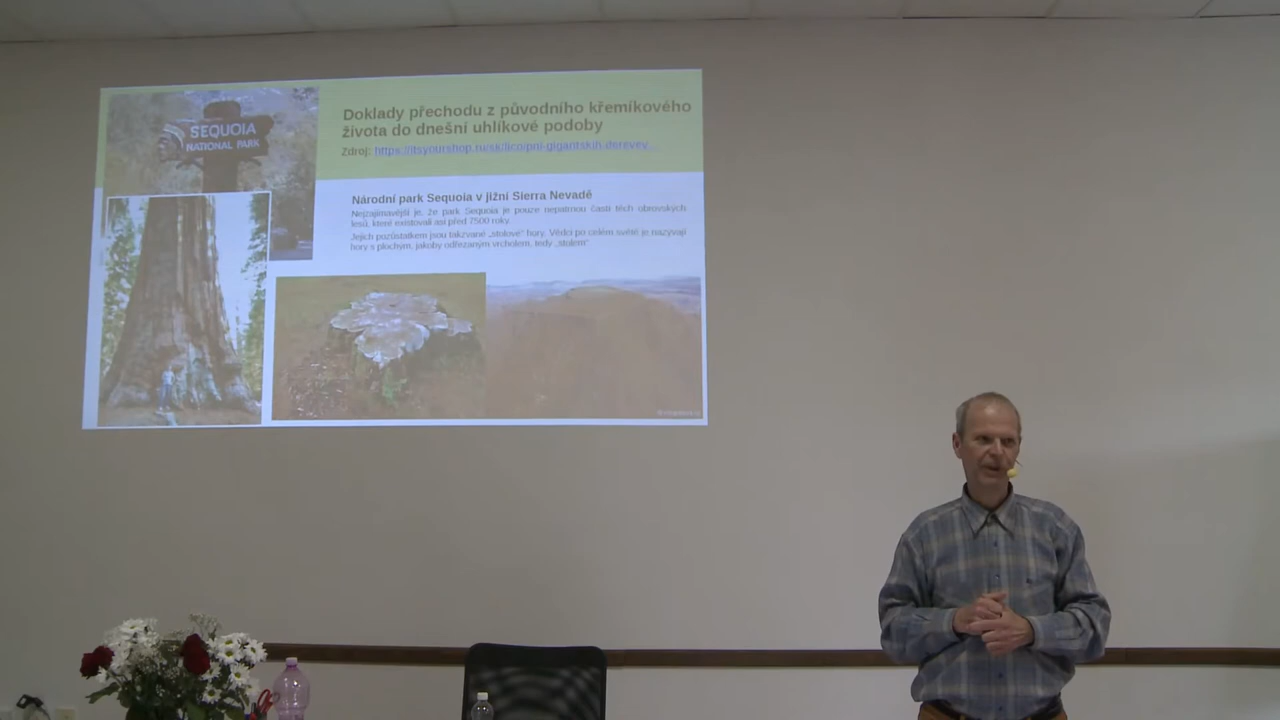 SEQUOIA
NATIONAL PARK
Doklady přechodu z původního křemíkového
života do dnešní uhlíkové podoby
Zdroj: https://itsyourshop.ru/sk/lico/pni-gigantskih-derevev
Národní park Sequoia v jižní Sierra Nevadě
Nejzajímavější je, že park Sequoia je pouze nepatrnou částí těch obrovských
lesů, které existovali asi před 7500 roky.
Jejich pozůstatkem jsou takzvané „stolové“ hory. Vědci po celém světě je nazývají
hory s plochým, jakoby odřezaným vrcholem, tedy „stolem“